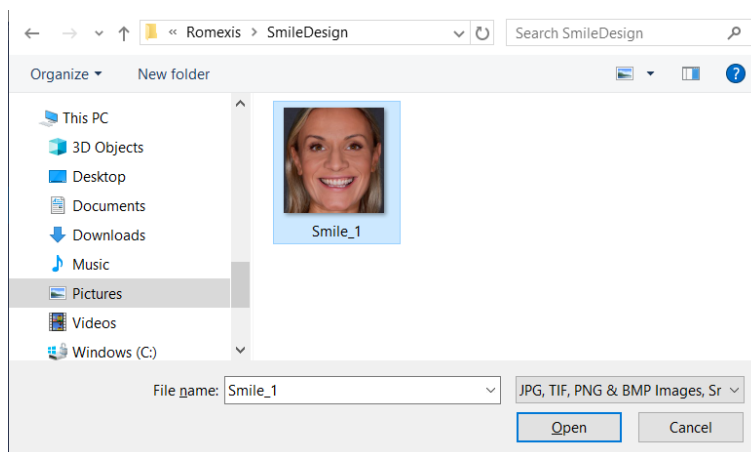 « Romexis > SmileDesign
Search SmileDesign
Organize
New folder
?
This PC
3D Objects
Desktop
Documents
Downloads
Music
Pictures
Videos
Windows (C:)
Smile_1
File name: Smile_1
JPG, TIF, PNG & BMP Images, Sr
Open
Cancel